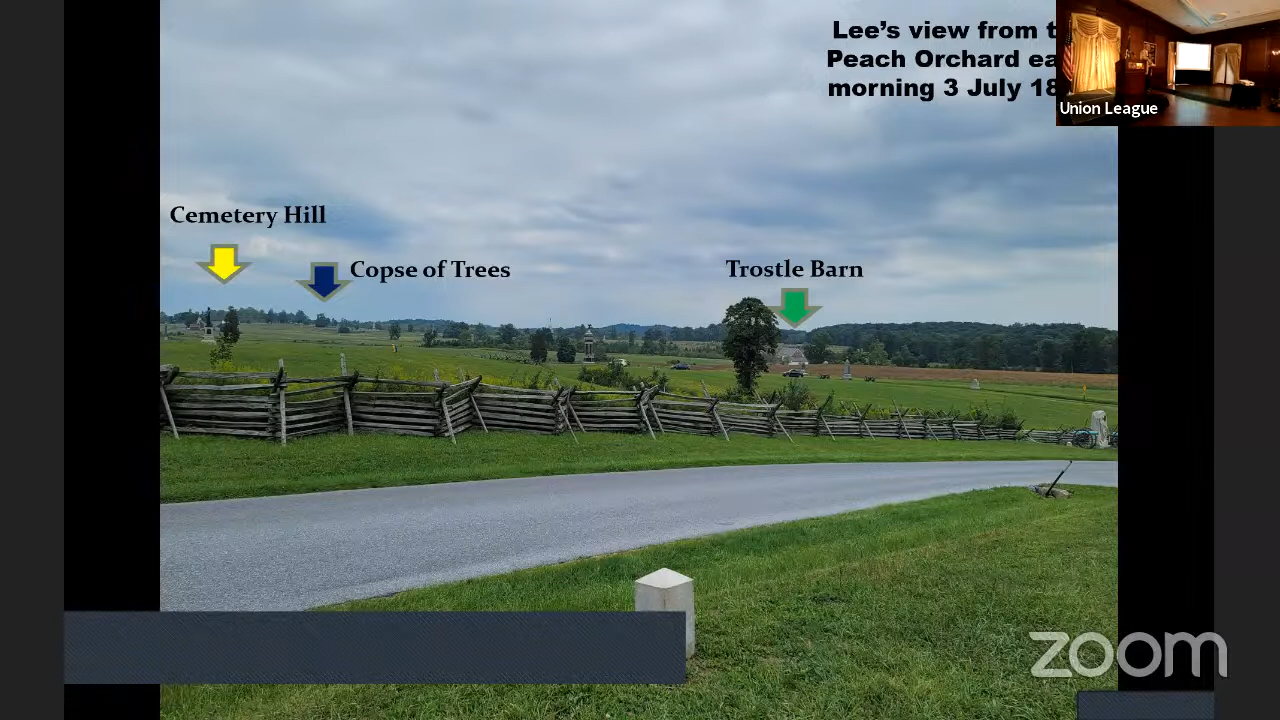 Lee's view from t
Peach Orchard ea
morning 3 July 18
Union League
Cemetery Hill
Copse of Trees
Trostle Barn
zoom